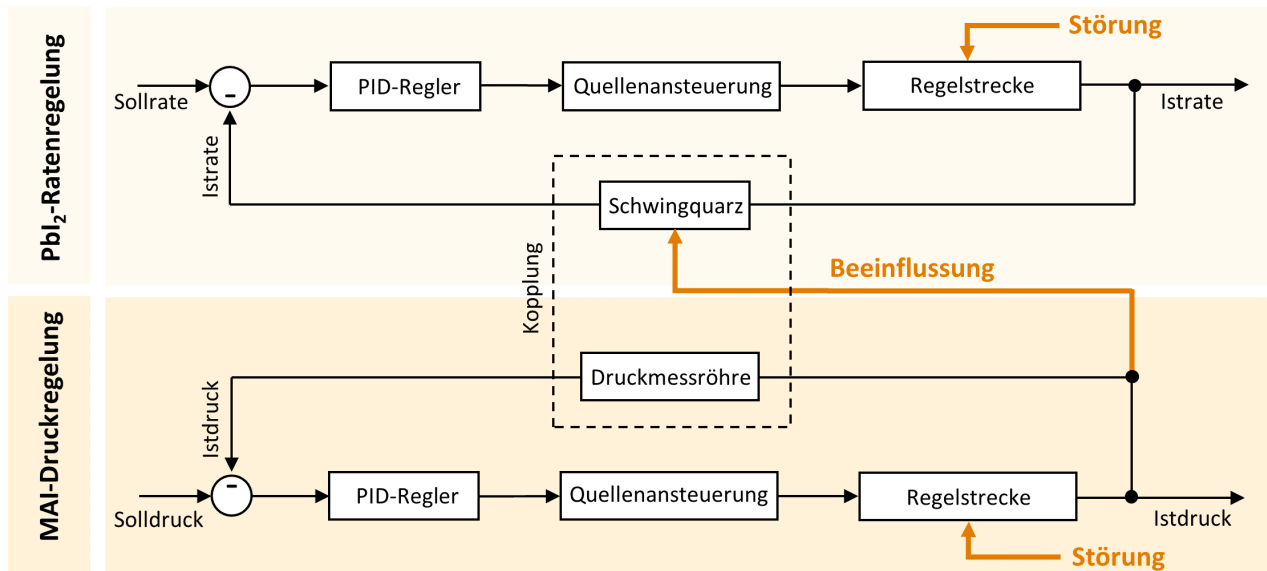 PbI₂-Ratenregelung
Störung
Sollrate
-
PID-Regler
Quellenansteuerung
Regelstrecke
Istrate
Istrate
Schwingquarz
Beeinflussung
Kopplung
MAI-Druckregelung
Druckmessröhre
Istdruck
Solldruck
-
PID-Regler
Quellenansteuerung
Regelstrecke
Istdruck
Störung